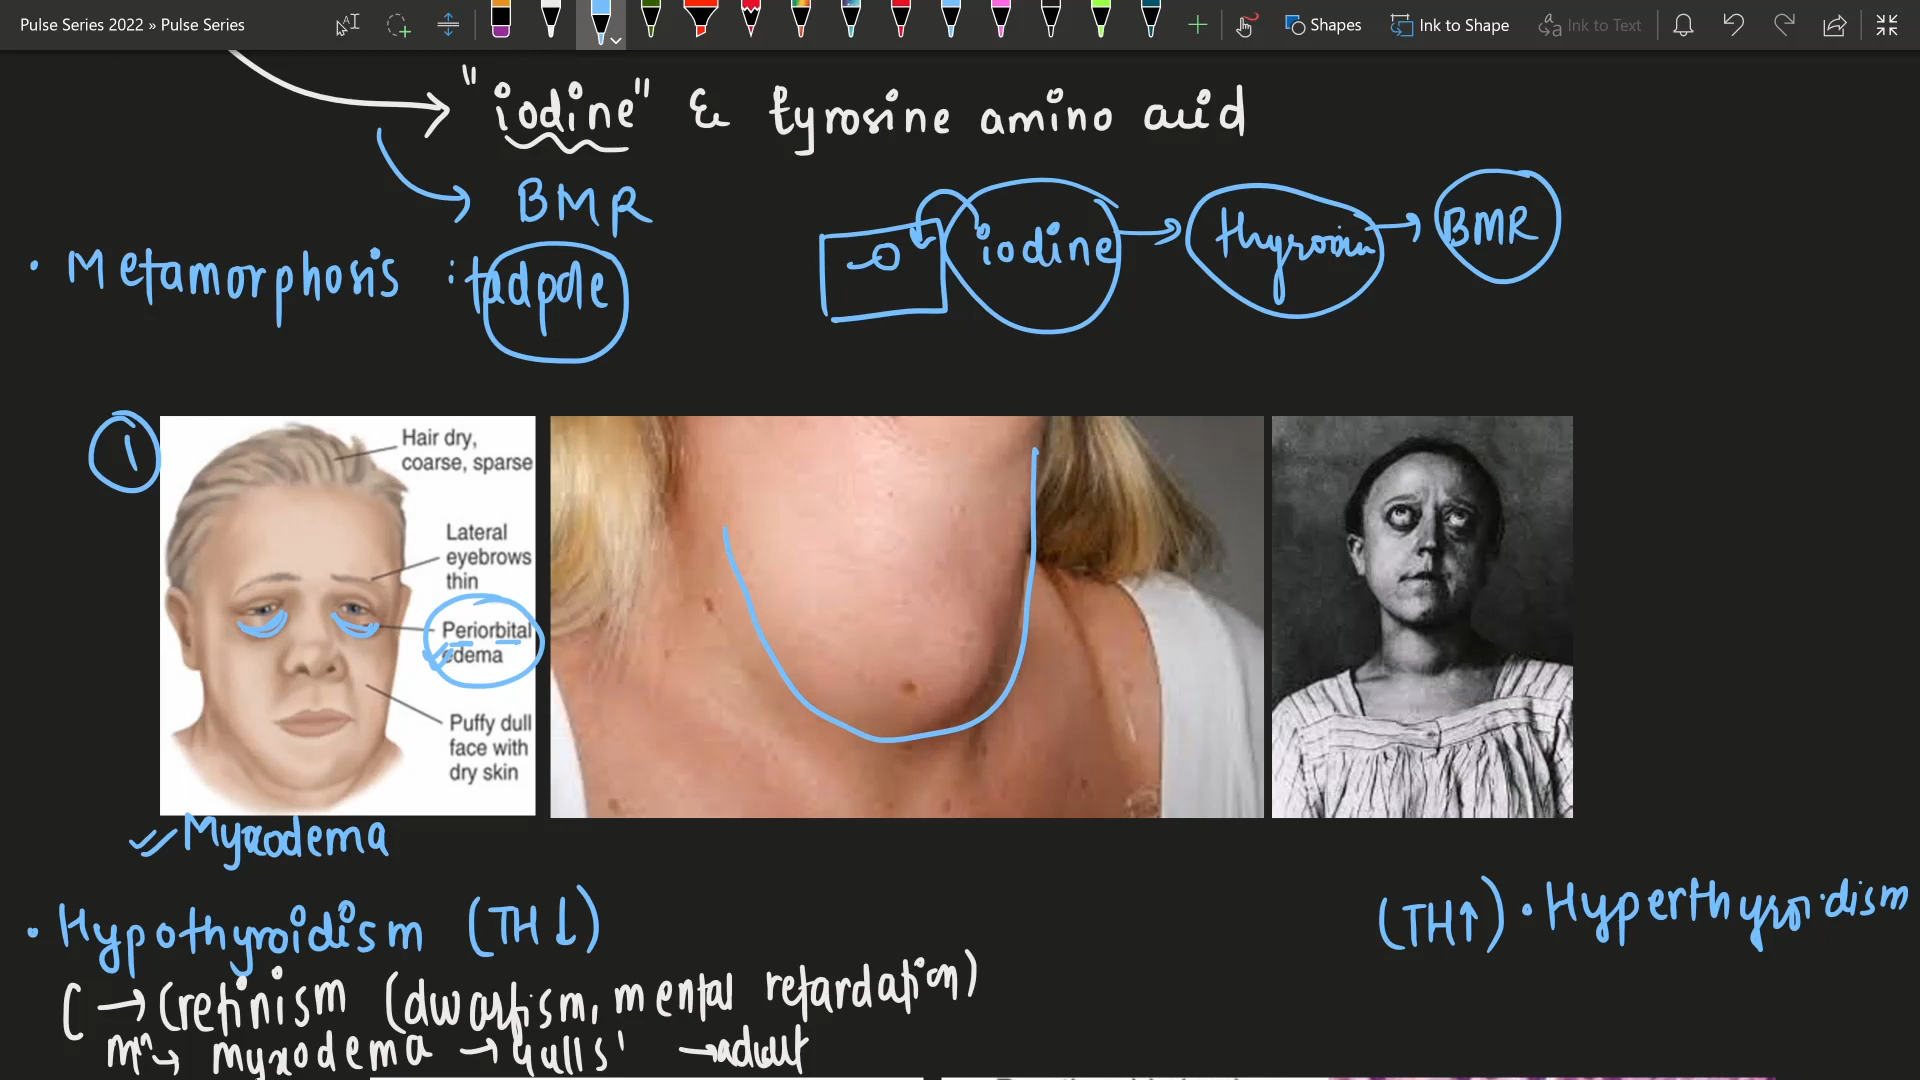 Pulse Series 2022 » Pulse Series
Shapes
Ink to Shape
Ink to Text
"iodine" & tyrosine amino acid
BMR
iodine → thyroxin → BMR
• Metamorphosis : tadpole
1
Hair dry,
coarse, sparse
Lateral
eyebrows
thin
Periorbital
edema
Puffy dull
face with
dry skin
Myxodema
• Hypothyroidism (TH↓)
(TH↑) • Hyperthyroidism
C → Cretinism (dwarfism, mental retardation)
myxodema → Gulls' → adult